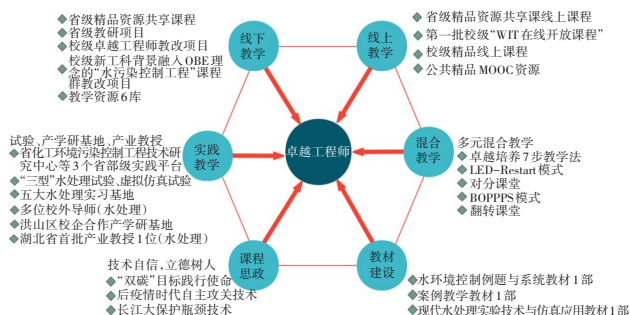 省级精品资源共享课程
省级教研项目
校级卓越工程师教改项目
校级新工科背景融入OBE理
念的“水污染控制工程”课程
群教改项目
教学资源6库
线下
教学
线上
教学
省级精品资源共享课线上课程
第一批校级“WIT在线开放课程”
校级精品线上课程
公共精品MOOC资源
试验、产学研基地、产业教授
省化工环境污染控制工程技术研
究中心等3个省部级实践平台
“三型”水处理试验、虚拟仿真试验
五大水处理实习基地
多位校外导师(水处理)
洪山区校企合作产学研基地
湖北省首批产业教授1位(水处理)
实践
教学
卓越工程师
混合
教学
多元混合教学
卓越培养7步教学法
LED-Restart模式
对分课堂
BOPPPS模式
翻转课堂
技术自信,立德树人
“双碳”目标践行使命
后疫情时代自主攻关技术
长江大保护瓶颈技术
课程
思政
教材
建设
水环境控制例题与系统教材1部
案例教学教材1部
现代水处理实验技术与仿真应用教材1部